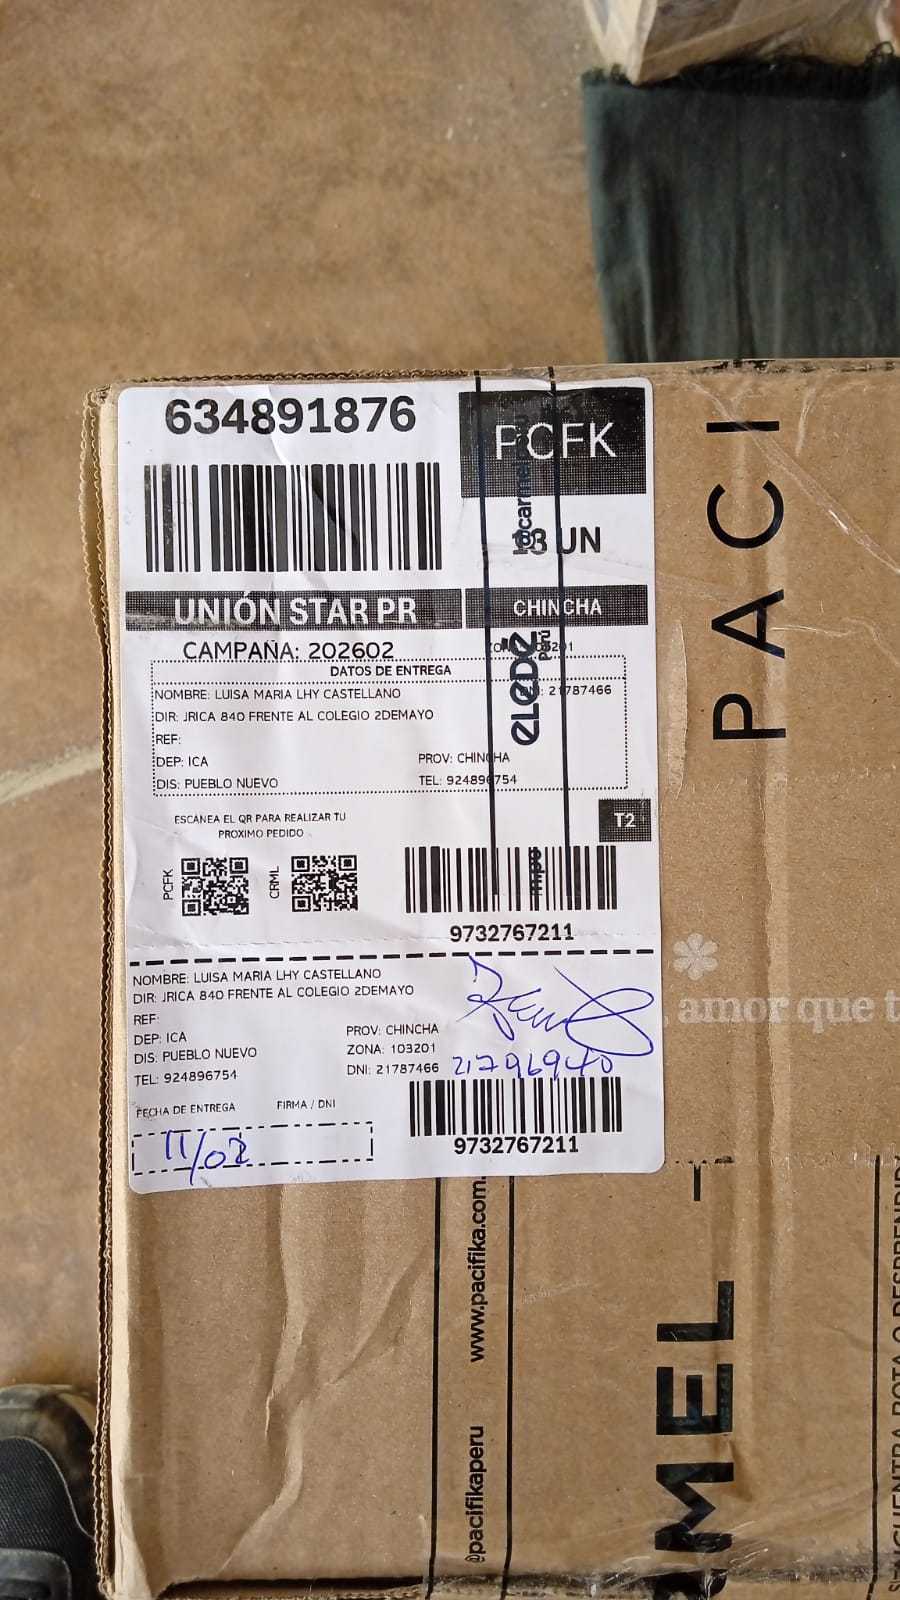 634891876
PCFK
@carmel
13 UN
UNIÓN STAR PR
CHINCHA
CAMPAÑA: 202602
DATOS DE ENTREGA
NOMBRE: LUISA MARIA LHY CASTELLANO
DNI: 21787466
DIR: JRICA 840 FRENTE AL COLEGIO 2DEMAYO
REF:
DEP: ICA
PROV: CHINCHA
DIS: PUEBLO NUEVO
TEL: 924896754
ESCANEA EL QR PARA REALIZAR TU
PROXIMO PEDIDO
T2
PCFK
CRML
9732767211
NOMBRE: LUISA MARIA LHY CASTELLANO
DIR: JRICA 840 FRENTE AL COLEGIO 2DEMAYO
REF:
DEP: ICA
PROV: CHINCHA
DIS: PUEBLO NUEVO
ZONA: 103201
TEL: 924896754
DNI: 21787466
21796940
FECHA DE ENTREGA
FIRMA / DNI
11/02
9732767211
PACI
amor que t
www.pacifika.com.
@pacifikaperu
RMEL -